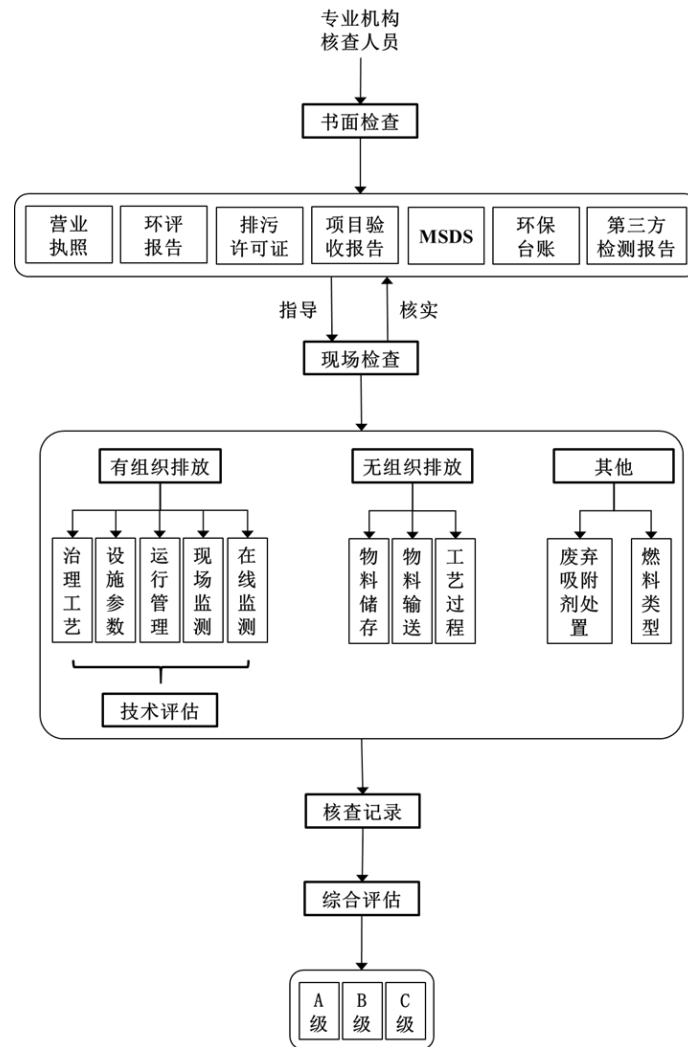 专业机构
核查人员
书面检查
营业
执照
环评
报告
排污
许可证
项目验
收报告
MSDS
环保
台账
第三方
检测报告
指导
核实
现场检查
有组织排放
无组织排放
其他
治理工艺
设施参数
运行管理
现场监测
在线监测
物料储存
物料输送
工艺过程
废弃
吸附
剂处
置
燃料类型
技术评估
核查记录
综合评估
A
级
B
级
C
级